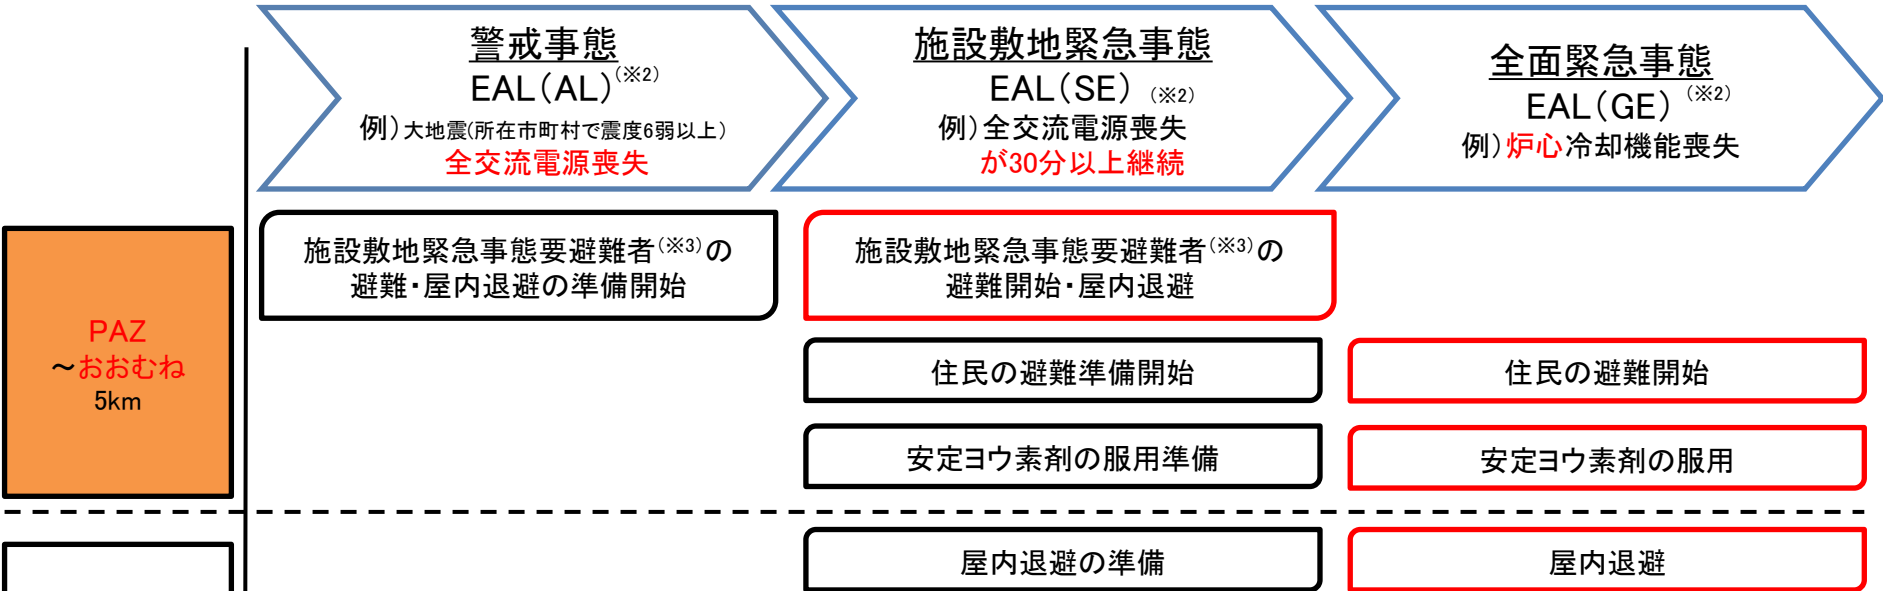 警戒事態
EAL(AL)(※2)
例)大地震(所在市町村で震度6弱以上)
全交流電源喪失
施設敷地緊急事態
EAL(SE) (※2)
例)全交流電源喪失
が30分以上継続
全面緊急事態
EAL(GE) (※2)
例)炉心冷却機能喪失
PAZ
～おおむね
5km
施設敷地緊急事態要避難者(※3)の
避難・屋内退避の準備開始
施設敷地緊急事態要避難者(※3)の
避難開始・屋内退避
住民の避難準備開始
住民の避難開始
安定ヨウ素剤の服用準備
安定ヨウ素剤の服用
屋内退避の準備
屋内退避